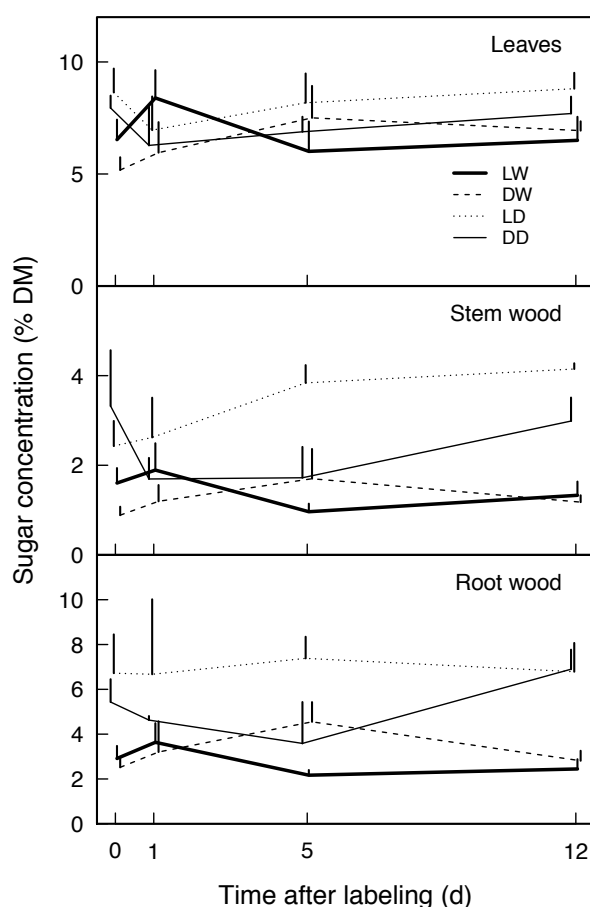 Leaves
10
5
0
LW
DW
LD
DD
Sugar concentration (% DM)
Stem wood
4
2
0
Root wood
10
8
6
4
2
0
0 1 5 12
Time after labeling (d)